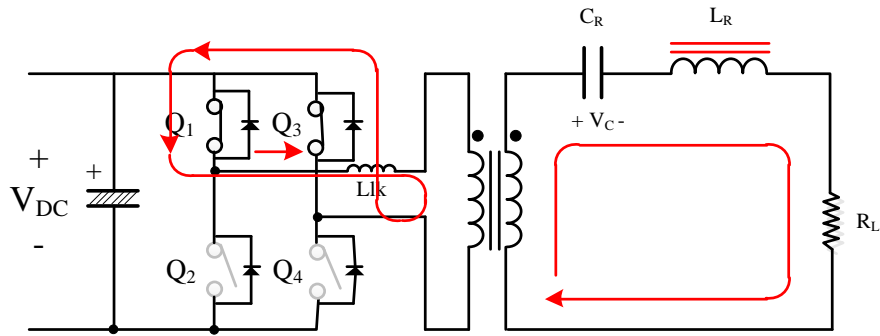 C_R
L_R
+ V_C -
Q_1
Q_3
+
+
V_DC
-
Llk
R_L
Q_2
Q_4